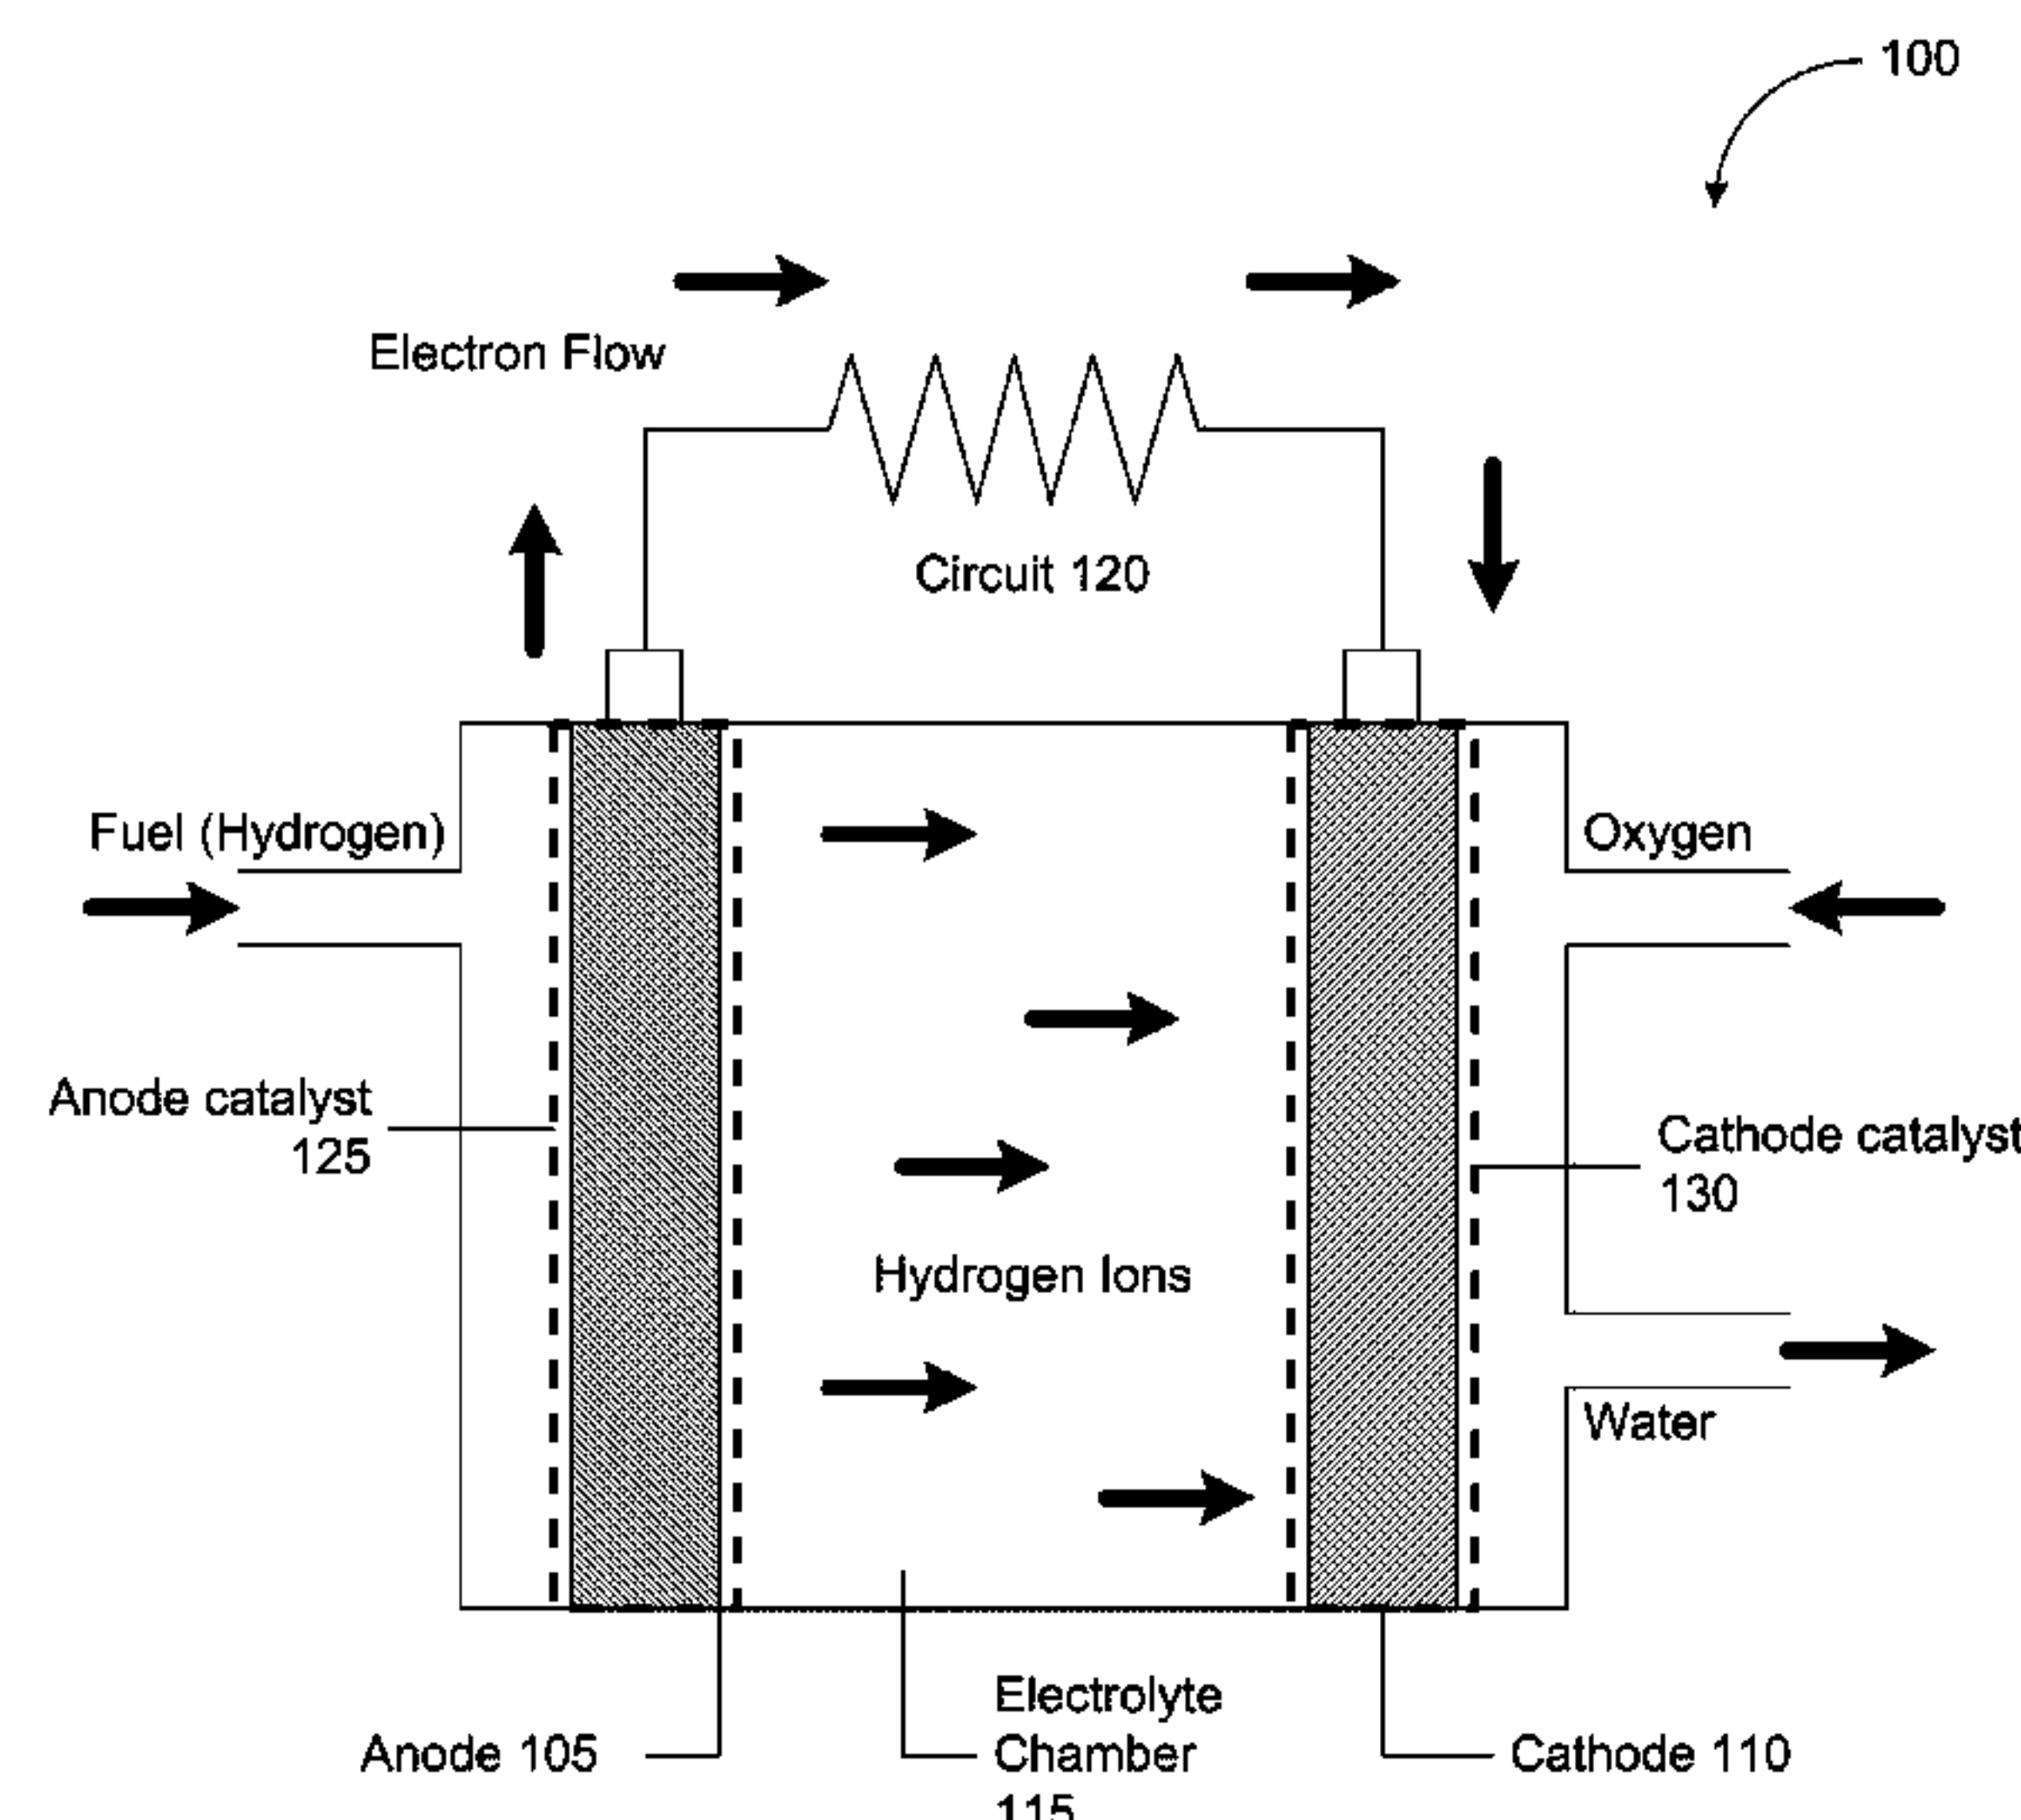 100
Electron Flow
Circuit 120
Fuel (Hydrogen)
Oxygen
Anode catalyst
125
Cathode catalyst
130
Hydrogen Ions
Water
Electrolyte
Chamber
115
Anode 105
Cathode 110